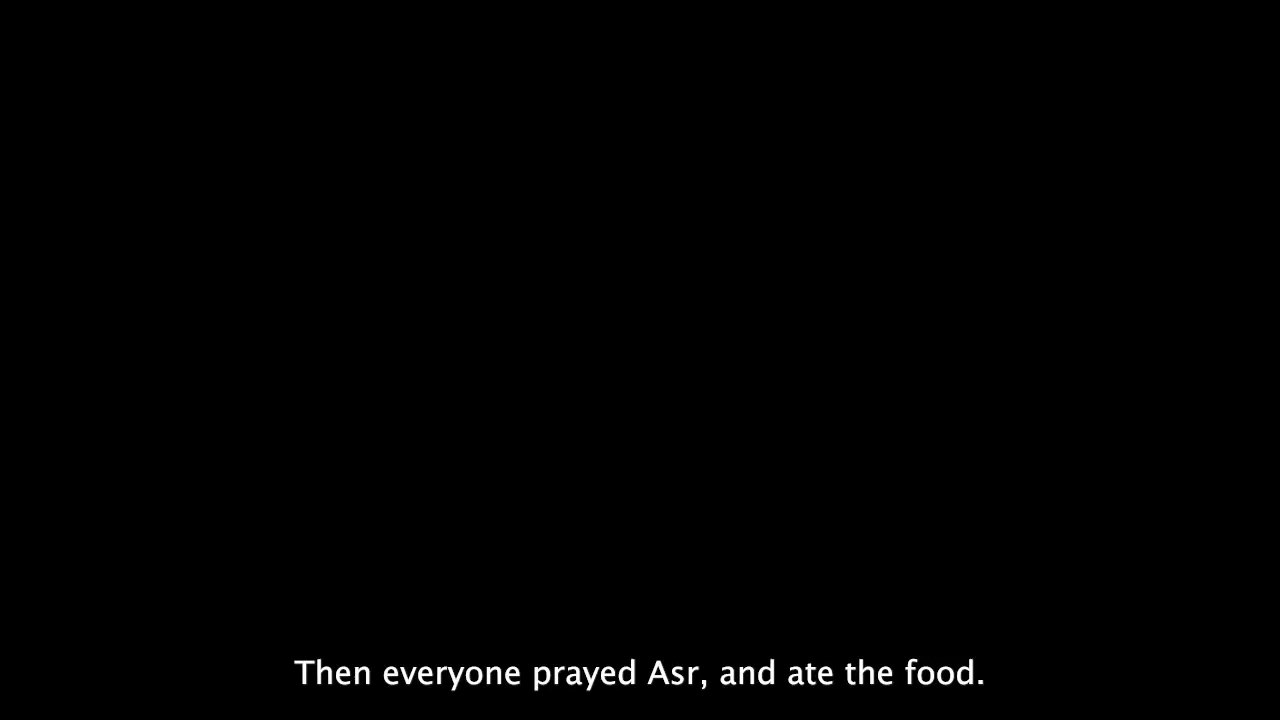 Then everyone prayed Asr, and ate the food.